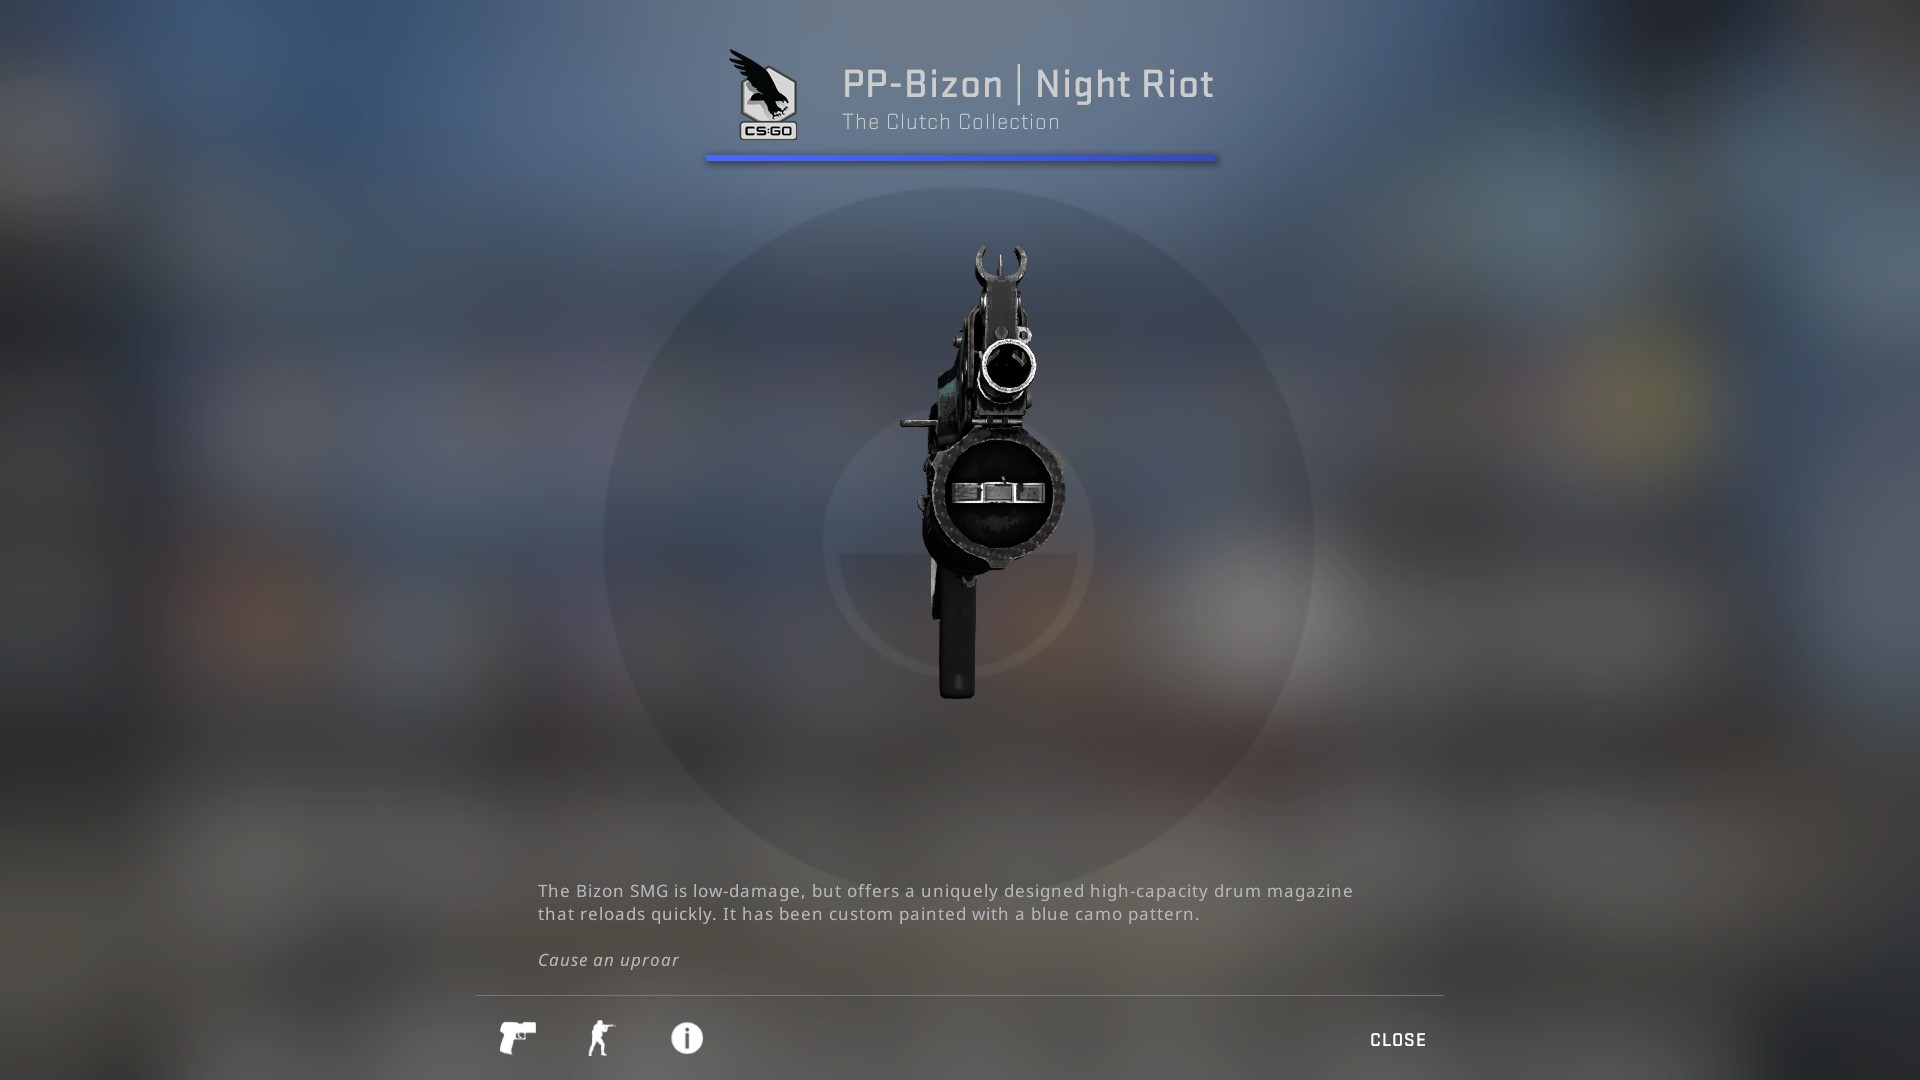 PP-Bizon | Night Riot
The Clutch Collection
CS:GO
The Bizon SMG is low-damage, but offers a uniquely designed high-capacity drum magazine
that reloads quickly. It has been custom painted with a blue camo pattern.
Cause an uproar
CLOSE